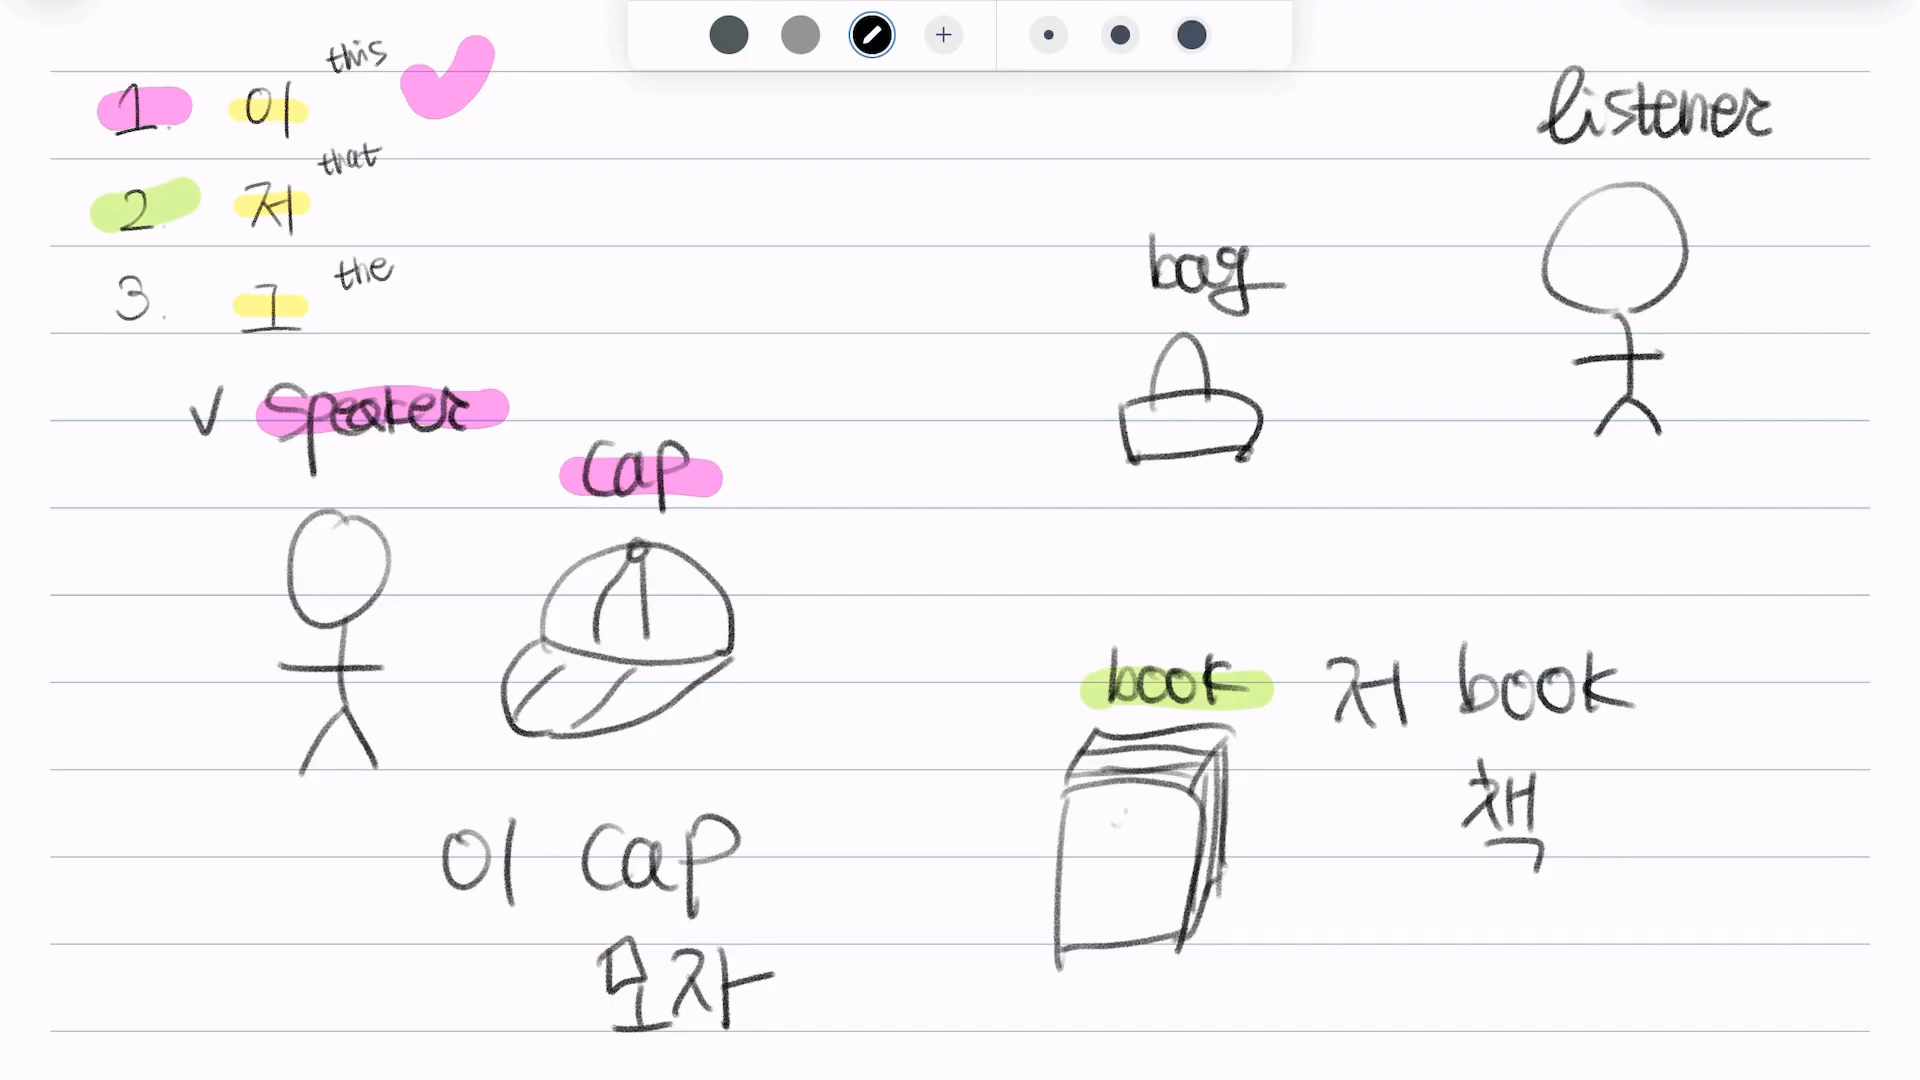 1. 이 this
2. 저 that
3. 그 the
listener
bag
✓ Speaker
Cap
book 저 book
책
이 Cap
모자